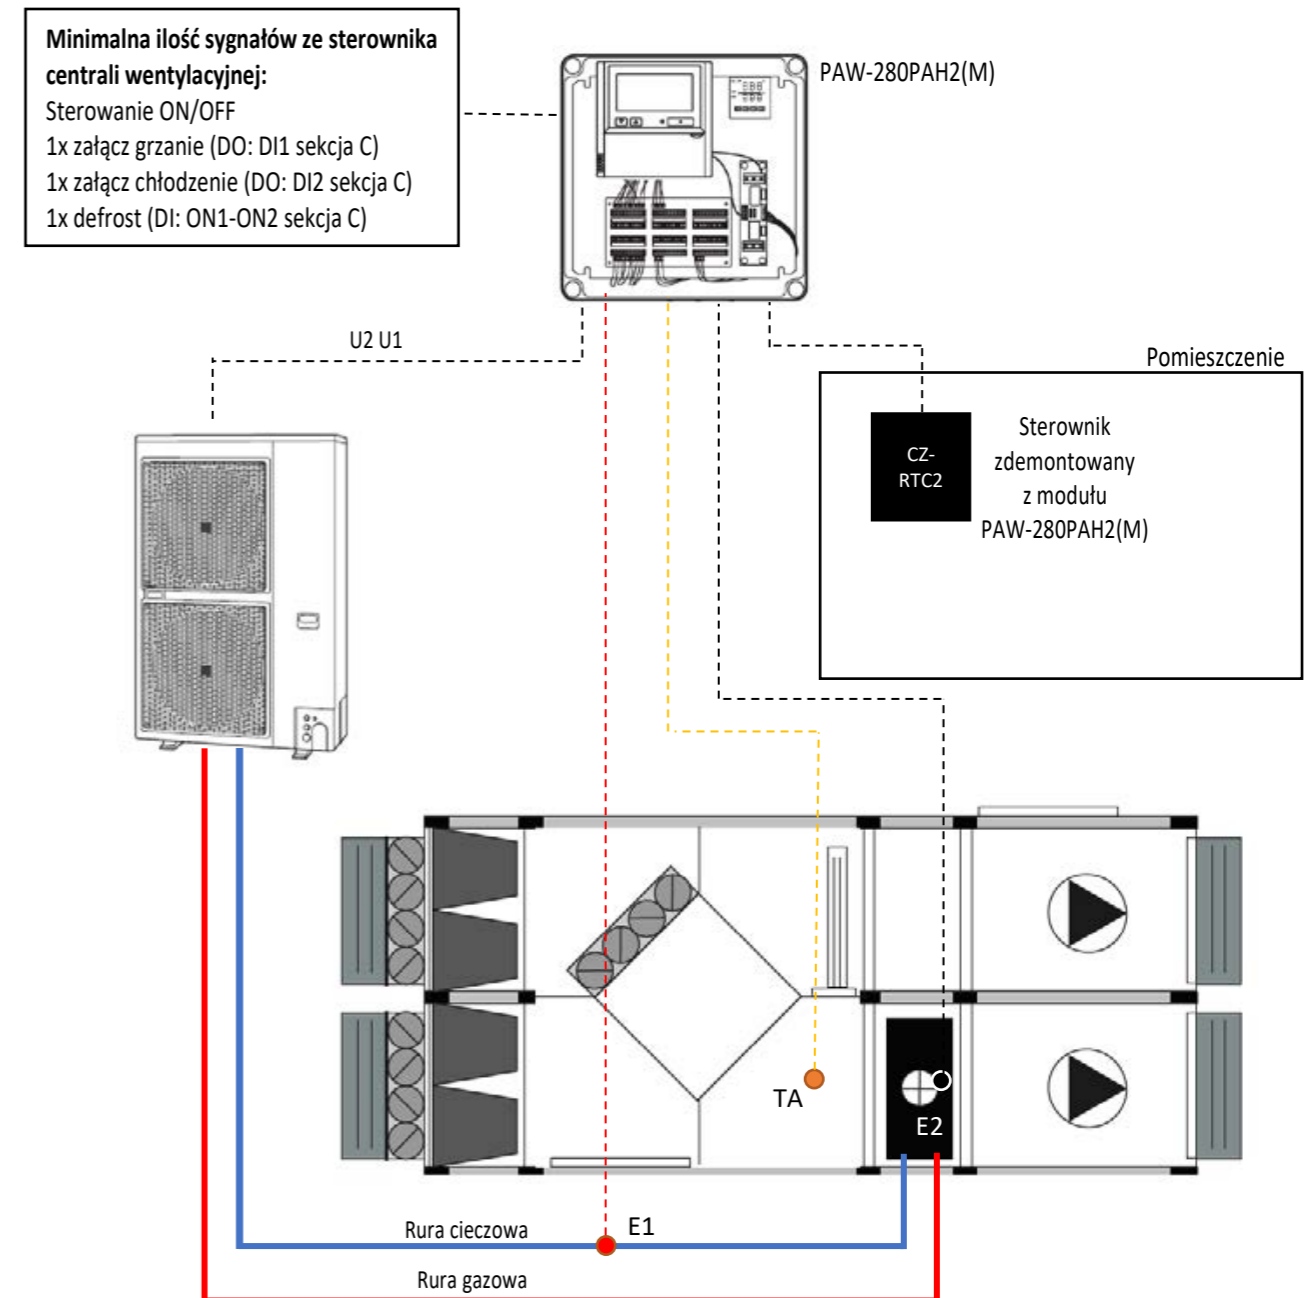 Minimalna ilość sygnałów ze sterownika
centrali wentylacyjnej:
Sterowanie ON/OFF
1x załącz grzanie (DO: DI1 sekcja C)
1x załącz chłodzenie (DO: DI2 sekcja C)
1x defrost (DI: ON1-ON2 sekcja C)
PAW-280PAH2(M)
U2 U1
Pomieszczenie
CZ-
RTC2
Sterownik
zdemontowany
z modułu
PAW-280PAH2(M)
TA
E2
E1
Rura cieczowa
Rura gazowa